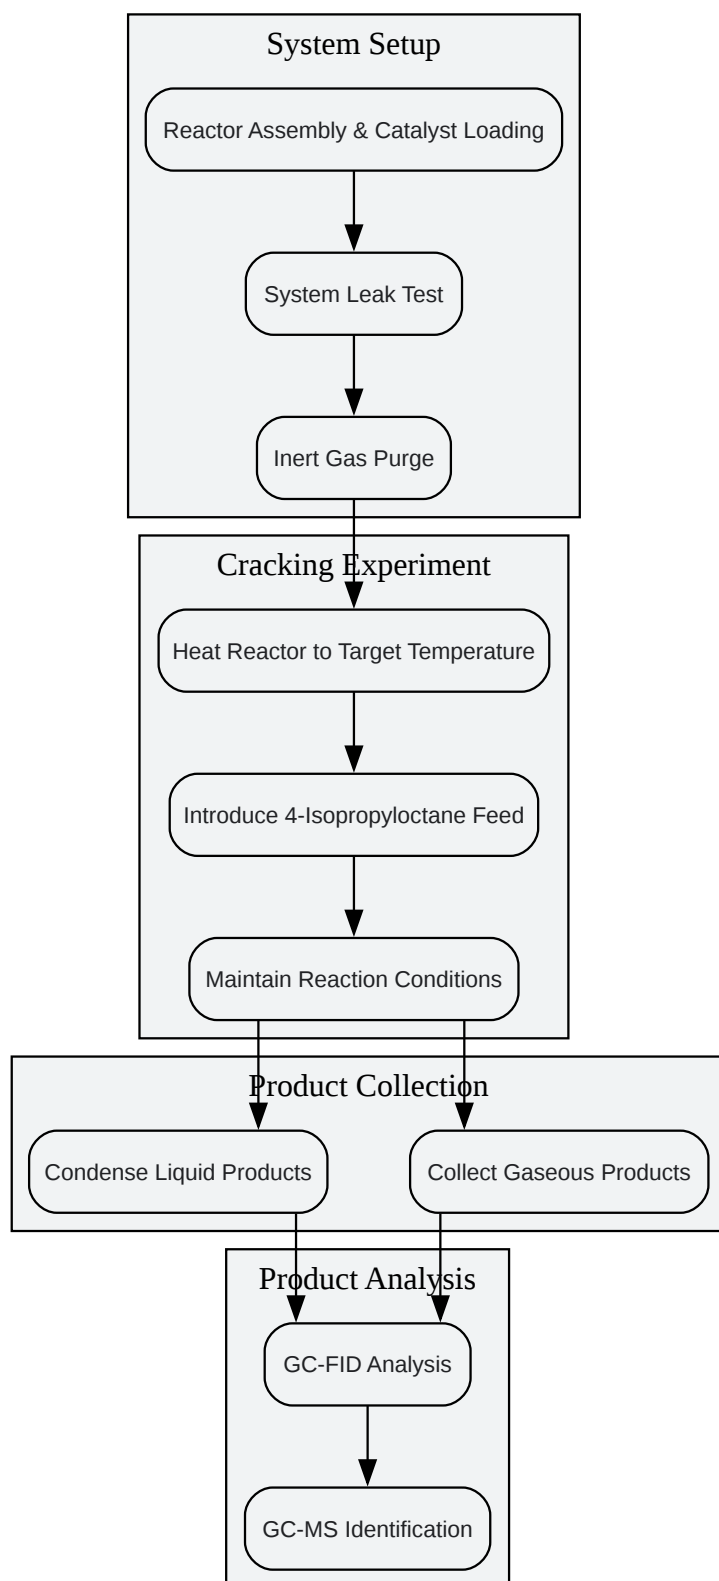 System Setup
Reactor Assembly & Catalyst Loading
System Leak Test
Inert Gas Purge
Cracking Experiment
Heat Reactor to Target Temperature
Introduce 4-Isopropyloctane Feed
Maintain Reaction Conditions
Product Collection
Condense Liquid Products
Collect Gaseous Products
Product Analysis
GC-FID Analysis
GC-MS Identification